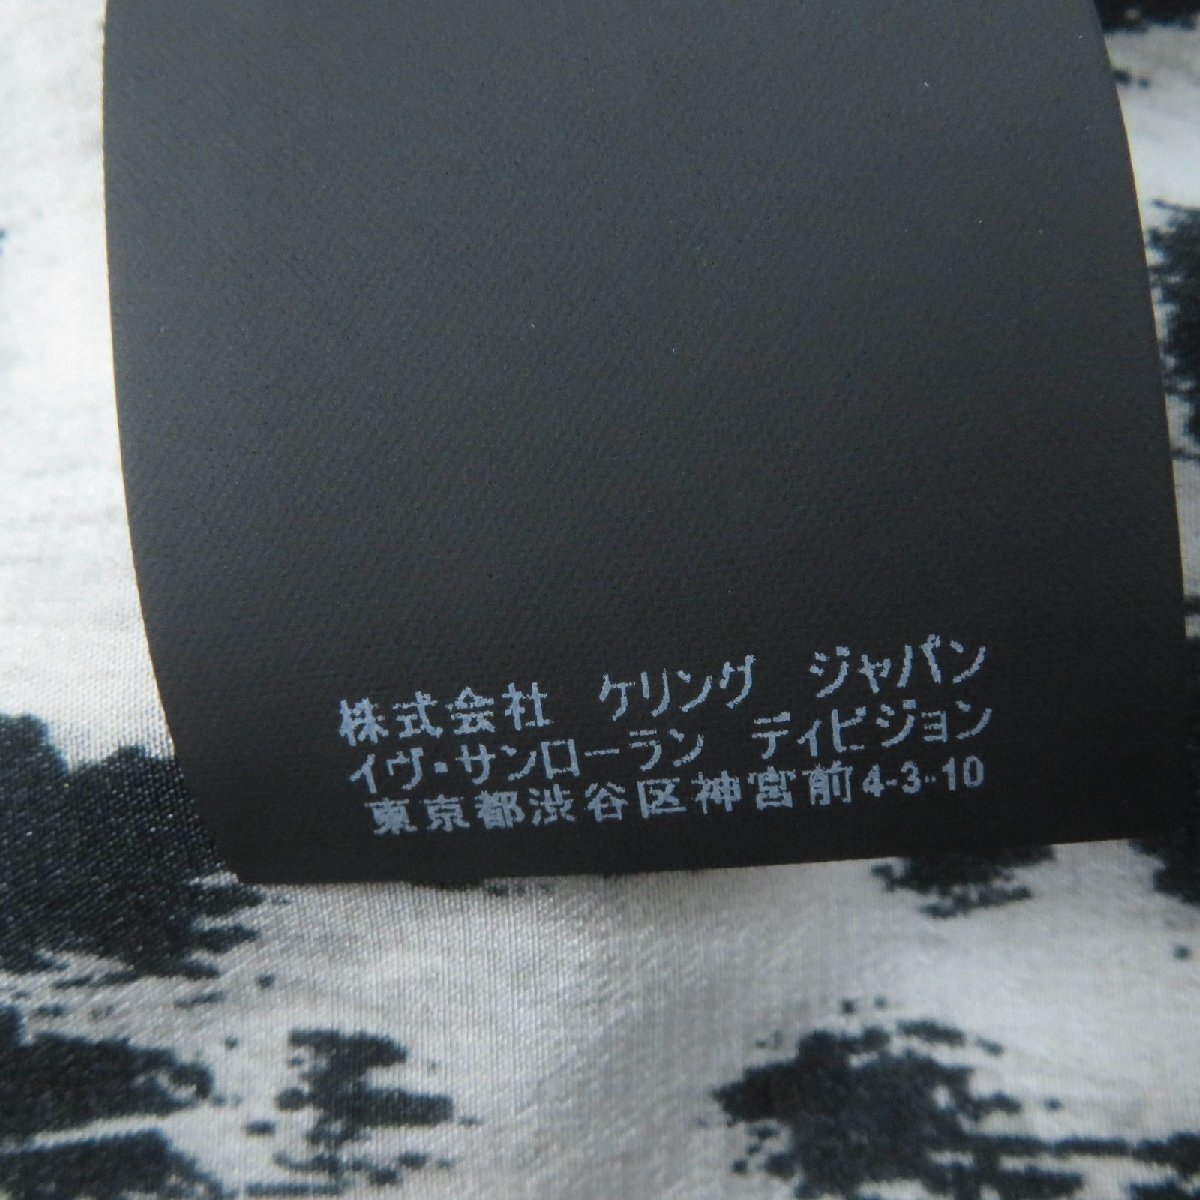 株式会社 ケリング ジャパン
イヴ・サンローラン ディビジョン
東京都渋谷区神宮前4-3-10